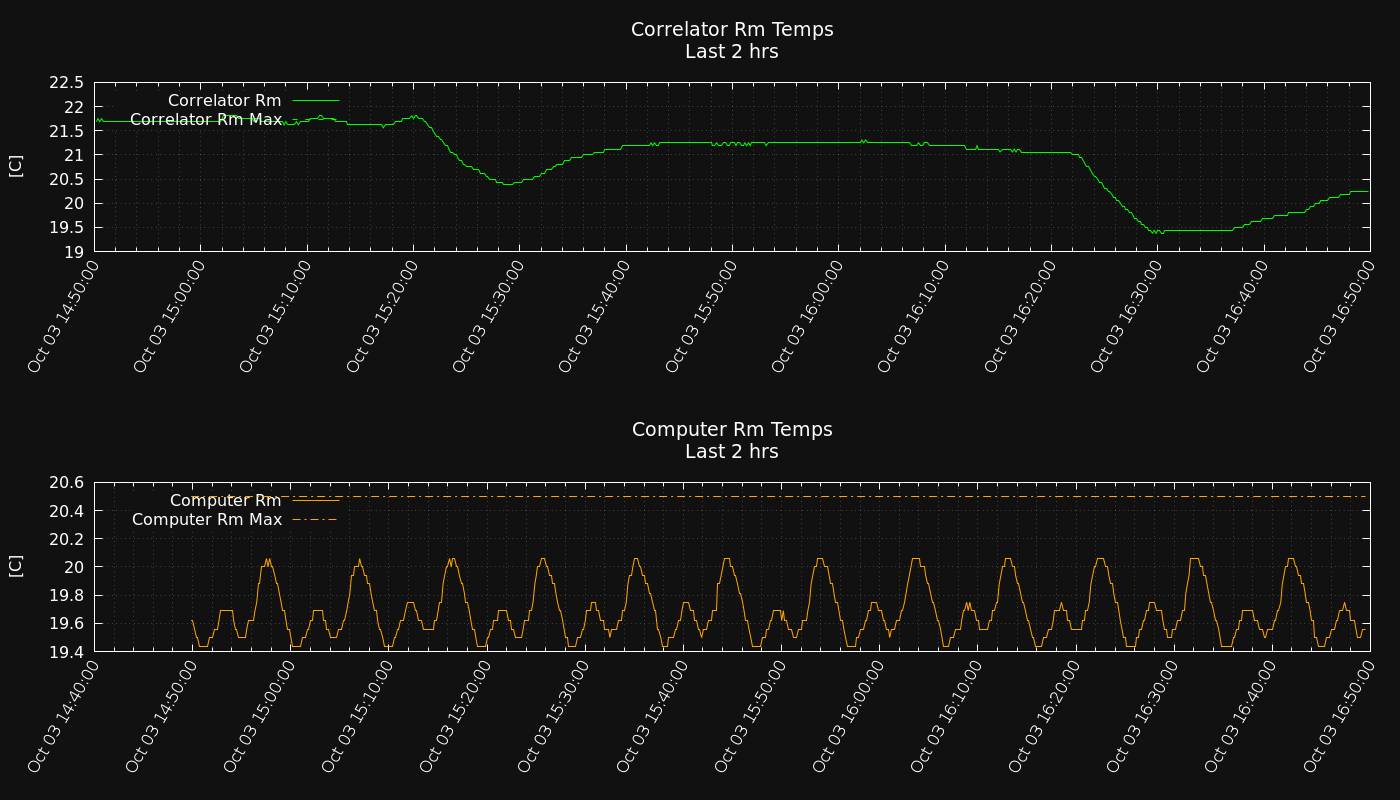 Correlator Rm Temps
Last 2 hrs
[C]
22.5
22
21.5
21
20.5
20
19.5
19
Correlator Rm
Correlator Rm Max
Oct 03 14:50:00
Oct 03 15:00:00
Oct 03 15:10:00
Oct 03 15:20:00
Oct 03 15:30:00
Oct 03 15:40:00
Oct 03 15:50:00
Oct 03 16:00:00
Oct 03 16:10:00
Oct 03 16:20:00
Oct 03 16:30:00
Oct 03 16:40:00
Oct 03 16:50:00
Computer Rm Temps
Last 2 hrs
[C]
20.6
20.4
20.2
20
19.8
19.6
19.4
Computer Rm
Computer Rm Max
Oct 03 14:40:00
Oct 03 14:50:00
Oct 03 15:00:00
Oct 03 15:10:00
Oct 03 15:20:00
Oct 03 15:30:00
Oct 03 15:40:00
Oct 03 15:50:00
Oct 03 16:00:00
Oct 03 16:10:00
Oct 03 16:20:00
Oct 03 16:30:00
Oct 03 16:40:00
Oct 03 16:50:00